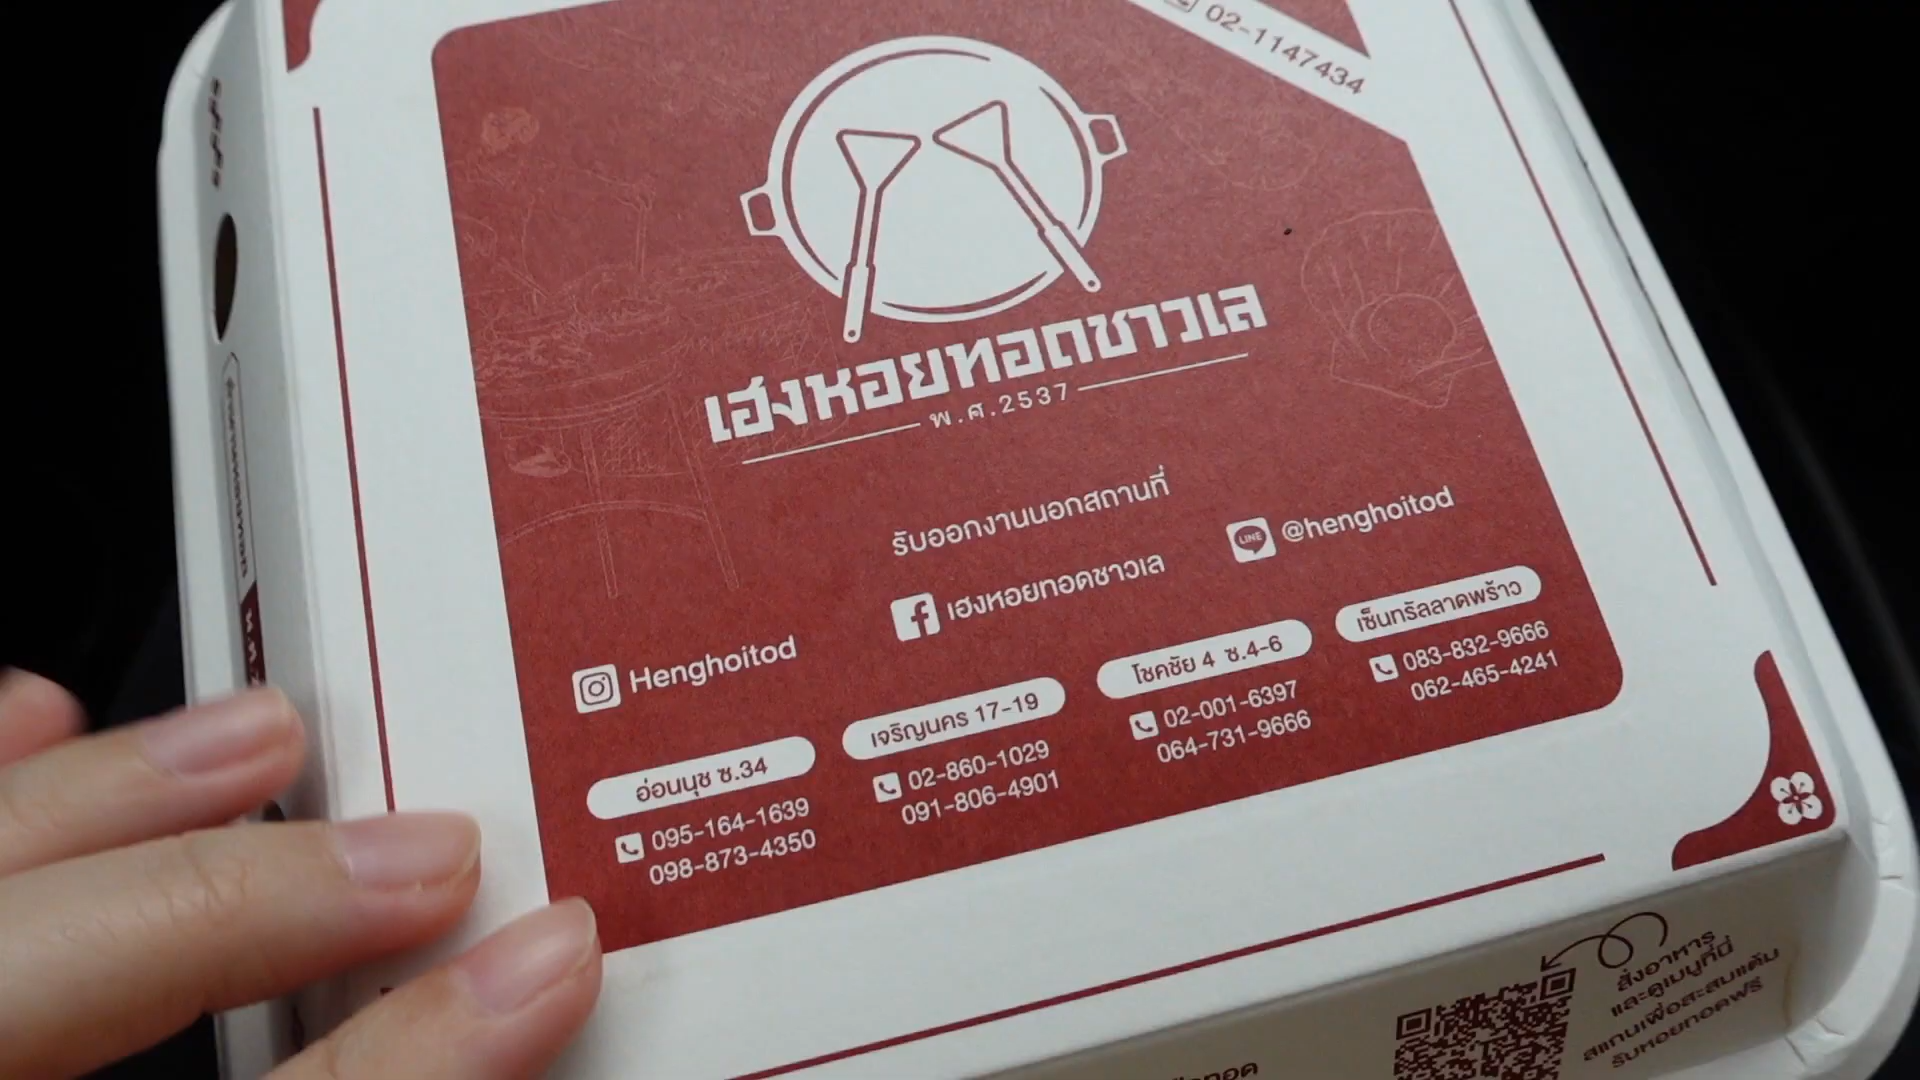 02-1147434
เฮงหอยทอดชาวเล
พ.ศ.2537
รับออกงานนอกสถานที่
Henghoitod
เฮงหอยทอดชาวเล
LINE @henghoitod
อ่อนนุช ซ.34
095-164-1639
098-873-4350
เจริญนคร 17-19
02-860-1029
091-806-4901
โชคชัย 4 ซ.4-6
02-001-6397
064-731-9666
เซ็นทรัลลาดพร้าว
083-832-9666
062-465-4241
สั่งอาหาร
และดูเมนูที่นี่
สแกนเพื่อสะสมแต้ม
รับหอยทอดฟรี